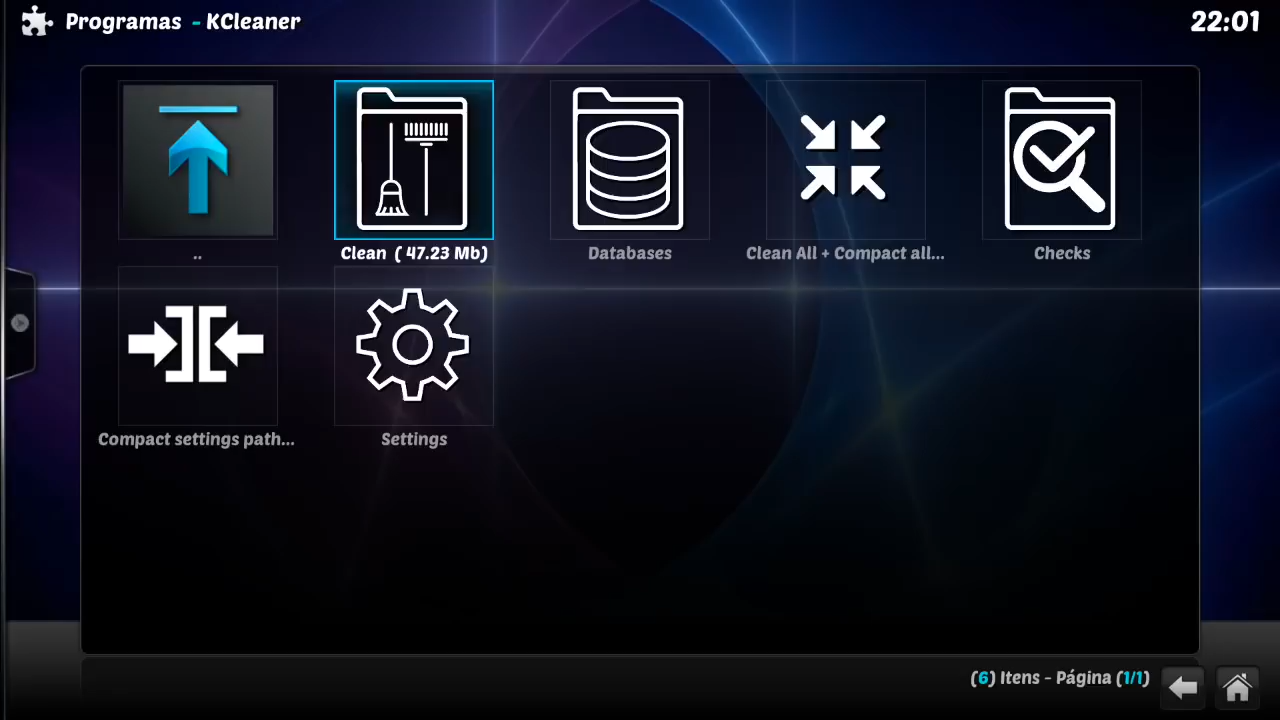 Programas - KCleaner
22:01
..
Clean ( 47.23 Mb)
Databases
Clean All + Compact all...
Checks
Compact settings path...
Settings
(6) Itens - Página (1/1)